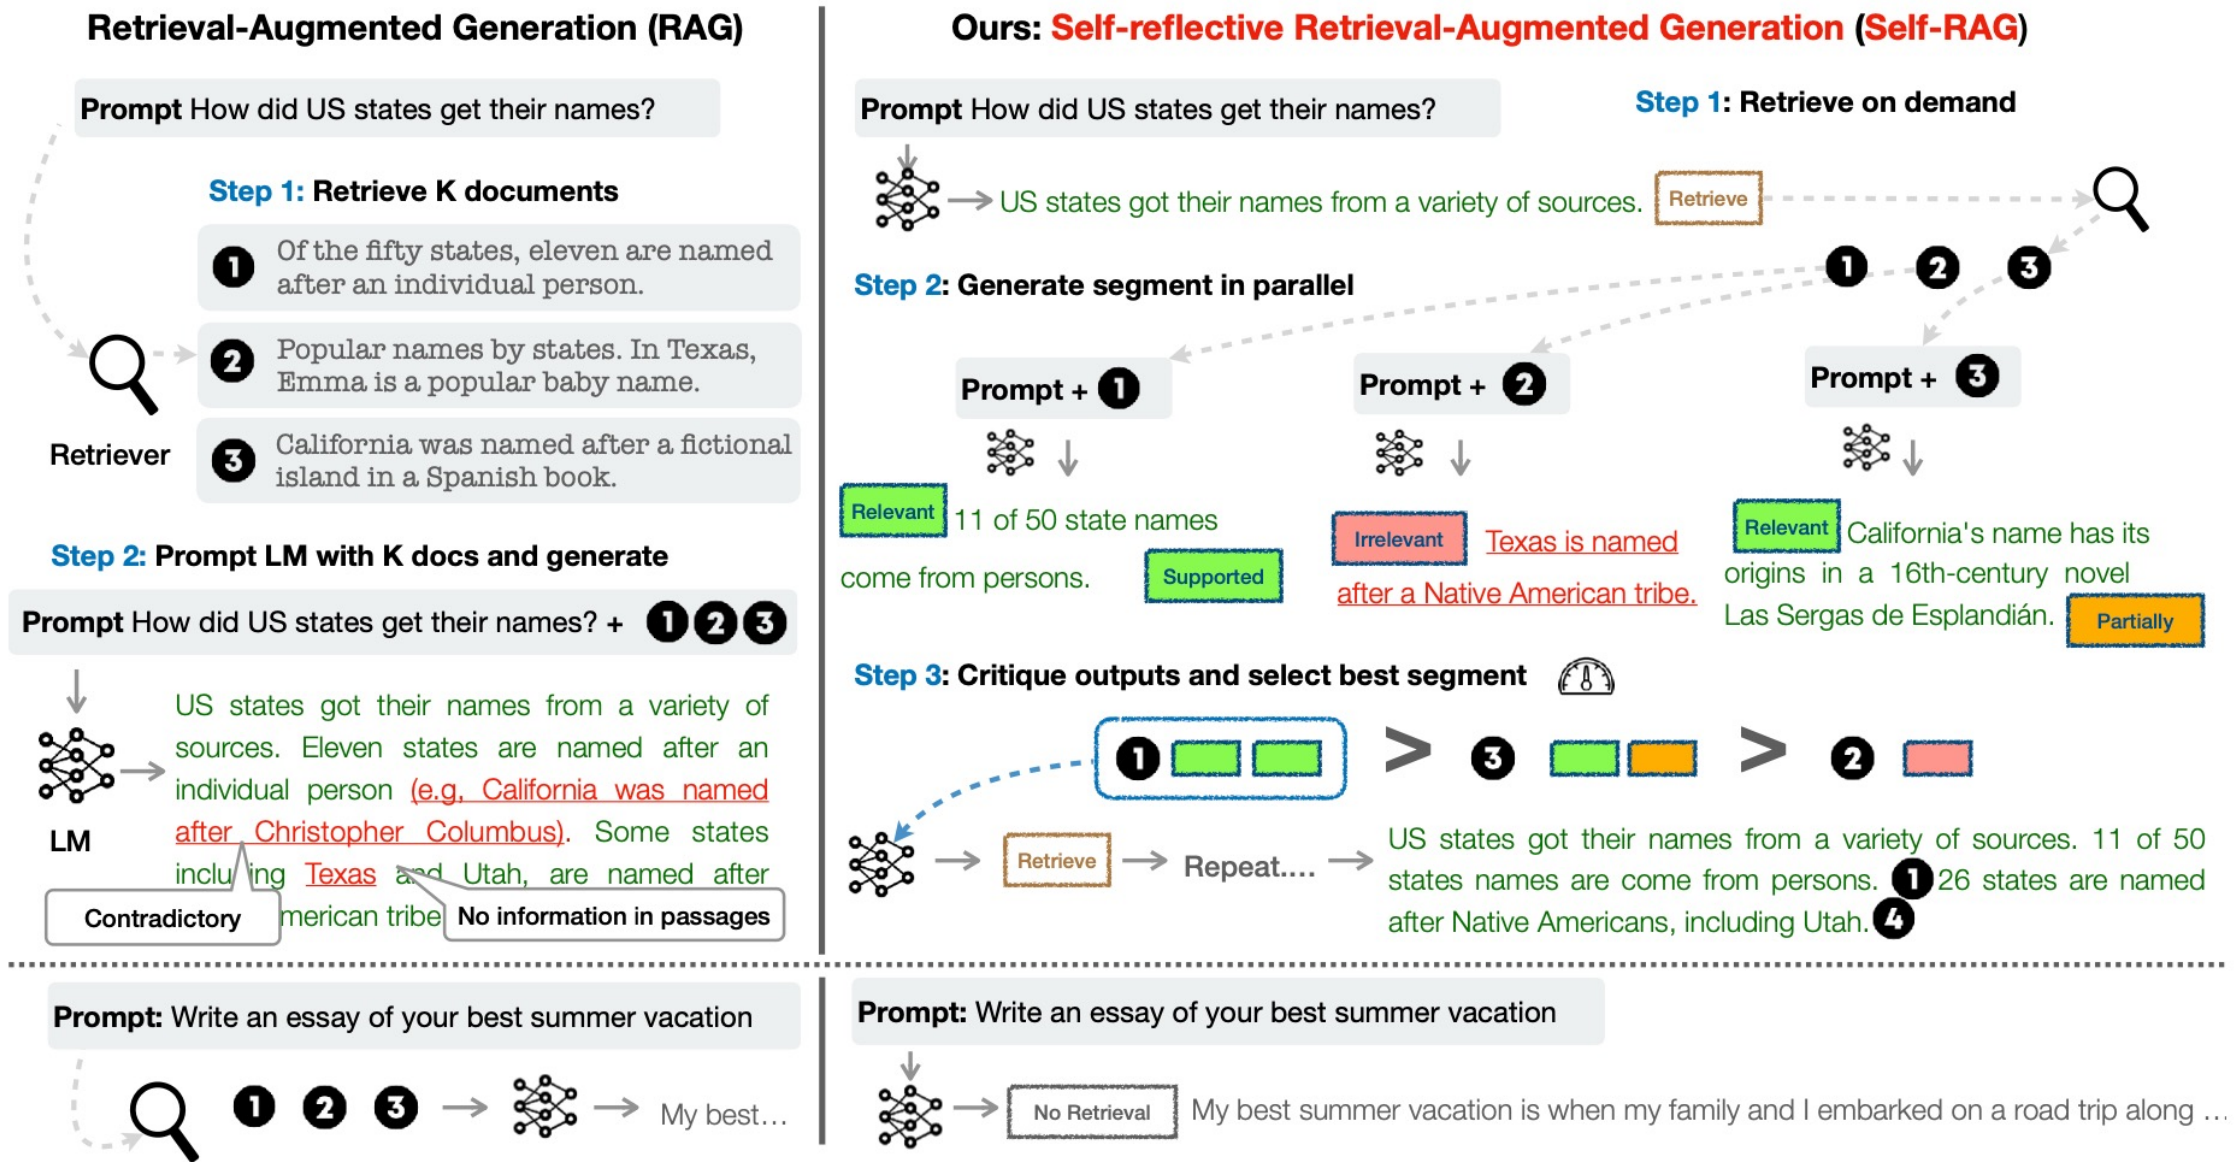 Retrieval-Augmented Generation (RAG)
Prompt How did US states get their names?
Step 1: Retrieve K documents
1 Of the fifty states, eleven are named
after an individual person.
2 Popular names by states. In Texas,
Emma is a popular baby name.
3 California was named after a fictional
island in a Spanish book.
Retriever
Step 2: Prompt LM with K docs and generate
Prompt How did US states get their names? + 1 2 3
LM
US states got their names from a variety of
sources. Eleven states are named after an
individual person (e.g, California was named
after Christopher Columbus). Some states
including Texas and Utah, are named after
merican tribe
Contradictory
No information in passages
Prompt: Write an essay of your best summer vacation
1 2 3
My best...
Ours: Self-reflective Retrieval-Augmented Generation (Self-RAG)
Prompt How did US states get their names?
Step 1: Retrieve on demand
US states got their names from a variety of sources. Retrieve
1 2 3
Step 2: Generate segment in parallel
Prompt + 1
Relevant 11 of 50 state names
come from persons. Supported
Prompt + 2
Irrelevant Texas is named
after a Native American tribe.
Prompt + 3
Relevant California's name has its
origins in a 16th-century novel
Las Sergas de Esplandián. Partially
Step 3: Critique outputs and select best segment
1 > 3 > 2
Retrieve
Repeat....
US states got their names from a variety of sources. 11 of 50
states names are come from persons. 1 26 states are named
after Native Americans, including Utah. 4
Prompt: Write an essay of your best summer vacation
No Retrieval
My best summer vacation is when my family and I embarked on a road trip along ...